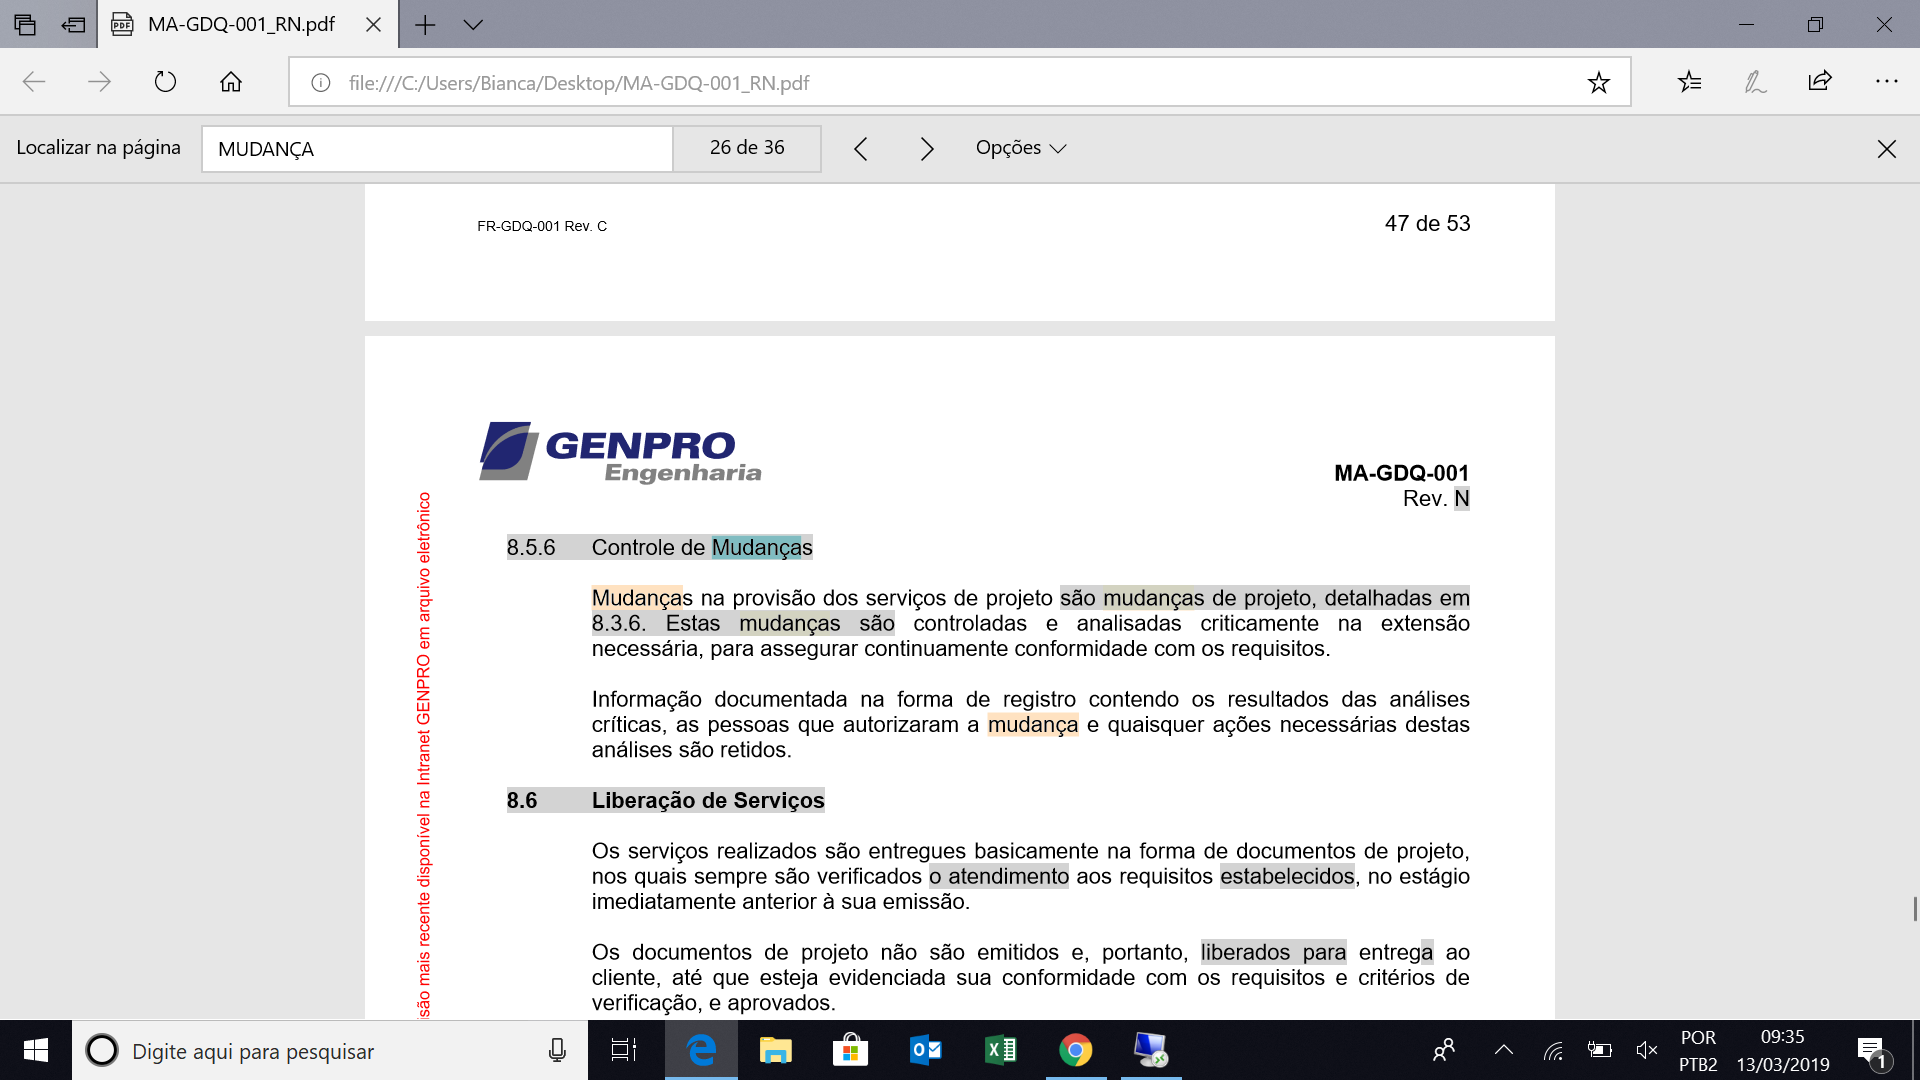 MA-GDQ-001_RN.pdf
file:///C:/Users/Bianca/Desktop/MA-GDQ-001_RN.pdf
Localizar na página
MUDANÇA
26 de 36
Opções
FR-GDQ-001 Rev. C
47 de 53
GENPRO
Engenharia
MA-GDQ-001
Rev. N
isão mais recente disponível na Intranet GENPRO em arquivo eletrônico
8.5.6 Controle de Mudanças
Mudanças na provisão dos serviços de projeto são mudanças de projeto, detalhadas em
8.3.6. Estas mudanças são controladas e analisadas criticamente na extensão
necessária, para assegurar continuamente conformidade com os requisitos.
Informação documentada na forma de registro contendo os resultados das análises
críticas, as pessoas que autorizaram a mudança e quaisquer ações necessárias destas
análises são retidos.
8.6 Liberação de Serviços
Os serviços realizados são entregues basicamente na forma de documentos de projeto,
nos quais sempre são verificados o atendimento aos requisitos estabelecidos, no estágio
imediatamente anterior à sua emissão.
Os documentos de projeto não são emitidos e, portanto, liberados para entrega ao
cliente, até que esteja evidenciada sua conformidade com os requisitos e critérios de
verificação, e aprovados.
Digite aqui para pesquisar
POR
PTB2
09:35
13/03/2019
1